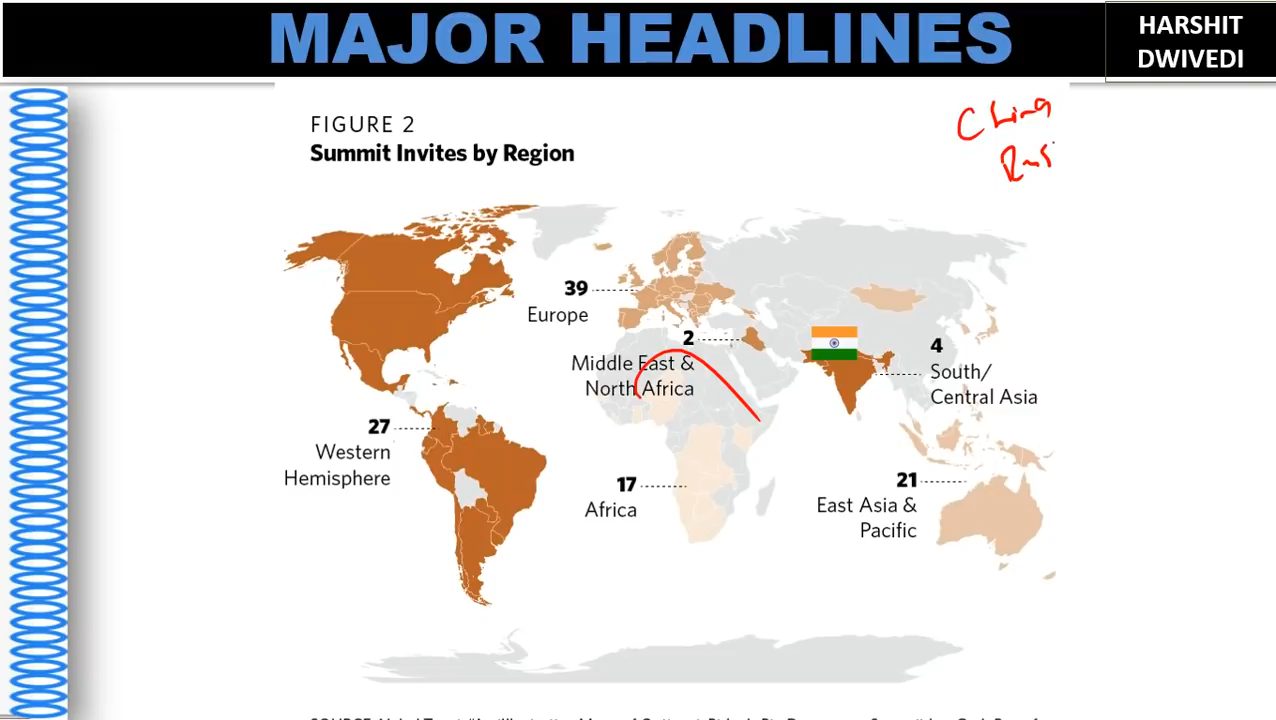 MAJOR HEADLINES
HARSHIT
DWIVEDI
China
FIGURE 2
Summit Invites by Region
39
Europe
2
Middle East &
North Africa
4
South/
Central Asia
27
Western
Hemisphere
17
Africa
21
East Asia &
Pacific